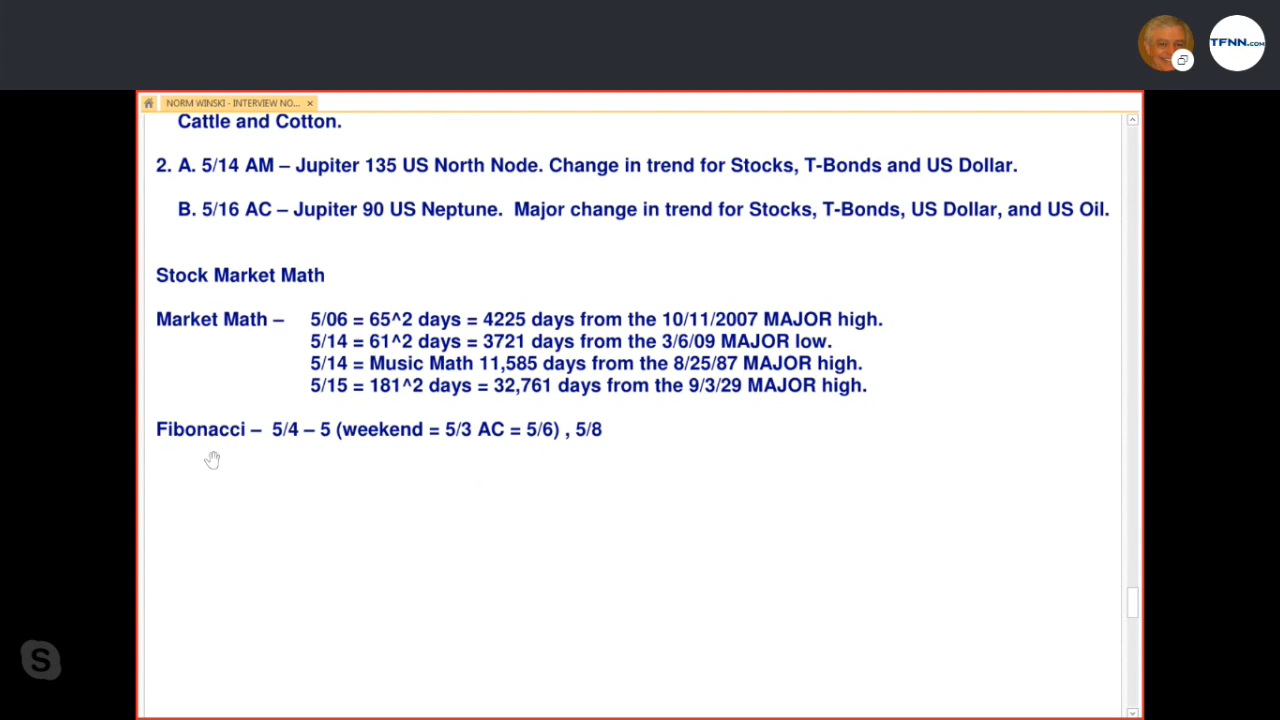 TFNN.COM
NORM WINSKI - INTERVIEW NO... ×
Cattle and Cotton.
2. A. 5/14 AM – Jupiter 135 US North Node. Change in trend for Stocks, T-Bonds and US Dollar.
B. 5/16 AC – Jupiter 90 US Neptune. Major change in trend for Stocks, T-Bonds, US Dollar, and US Oil.
Stock Market Math
Market Math – 5/06 = 65^2 days = 4225 days from the 10/11/2007 MAJOR high.
5/14 = 61^2 days = 3721 days from the 3/6/09 MAJOR low.
5/14 = Music Math 11,585 days from the 8/25/87 MAJOR high.
5/15 = 181^2 days = 32,761 days from the 9/3/29 MAJOR high.
Fibonacci – 5/4 – 5 (weekend = 5/3 AC = 5/6) , 5/8
S